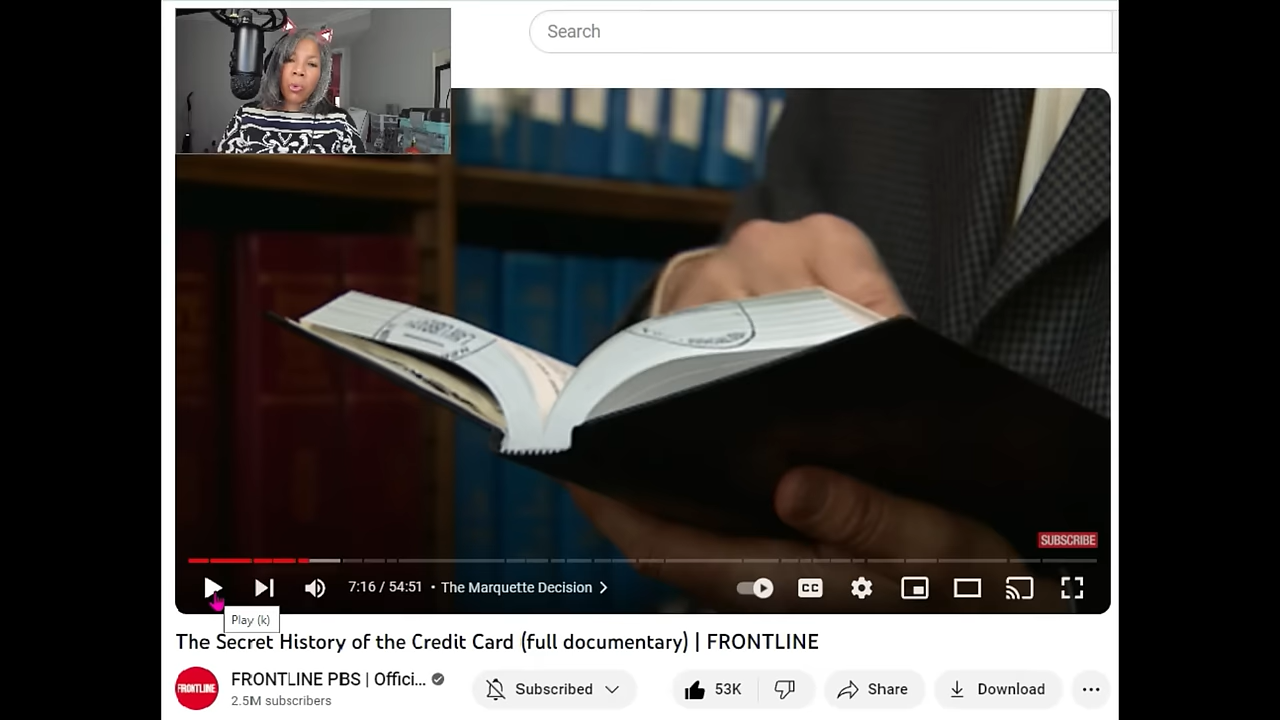 Search
SUBSCRIBE
7:16 / 54:51 • The Marquette Decision
CC
Play (k)
The Secret History of the Credit Card (full documentary) | FRONTLINE
FRONTLINE
FRONTLINE PBS | Offici...
2.5M subscribers
Subscribed
53K
Share
Download